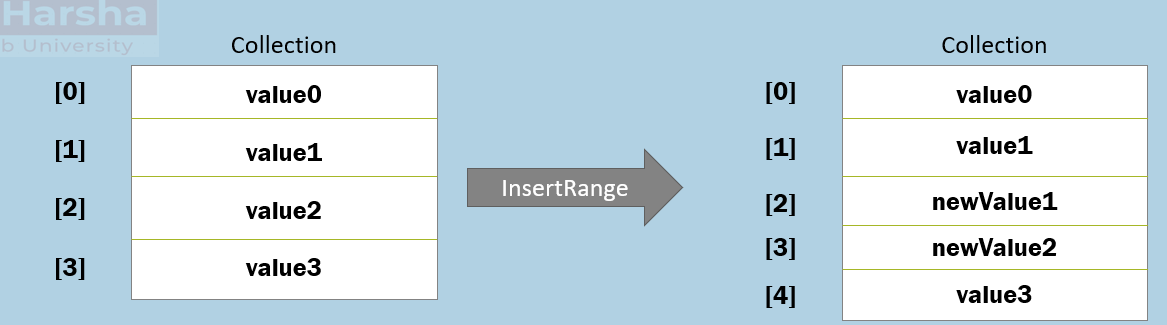 Harsha
b University
Collection
[0] value0
[1] value1
[2] value2
[3] value3
InsertRange
Collection
[0] value0
[1] value1
[2] newValue1
[3] newValue2
[4] value3